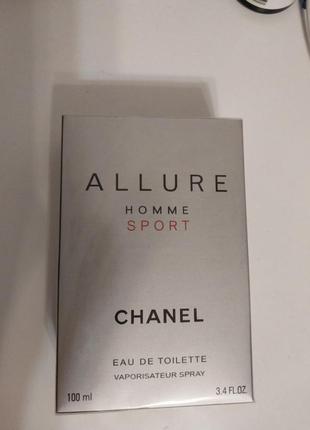 ALLURE
HOMME
SPORT
CHANEL
EAU DE TOILETTE
VAPORISATEUR SPRAY
100 ml 3.4 FL.OZ